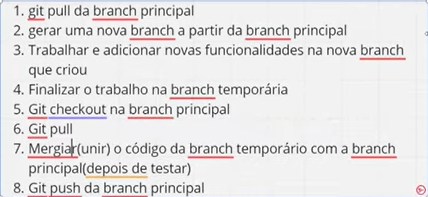 1. git pull da branch principal
2. gerar uma nova branch a partir da branch principal
3. Trabalhar e adicionar novas funcionalidades na nova branch
que criou
4. Finalizar o trabalho na branch temporária
5. Git checkout na branch principal
6. Git pull
7. Mergiar(unir) o código da branch temporário com a branch
principal(depois de testar)
8. Git push da branch principal